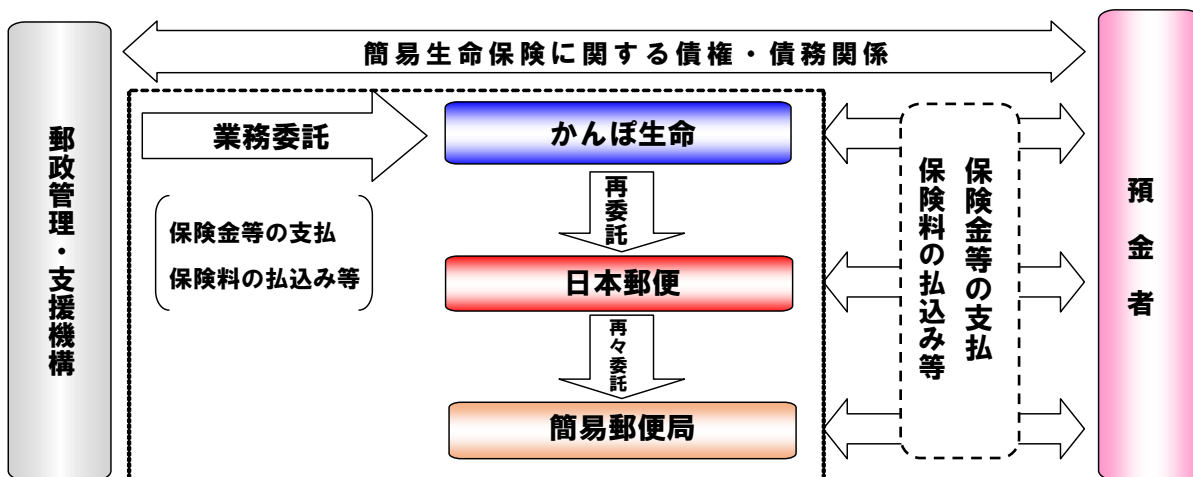 簡易生命保険に関する債権・債務関係
郵政管理・支援機構
業務委託
保険金等の支払
保険料の払込み等
かんぽ生命
再委託
日本郵便
再々委託
簡易郵便局
保険金等の支払
保険料の払込み等
預金者